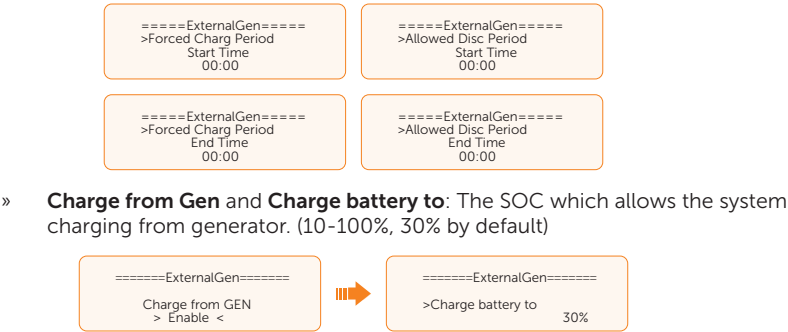 =====ExternalGen=====
>Forced Charg Period
Start Time
00:00
=====ExternalGen=====
>Allowed Disc Period
Start Time
00:00
=====ExternalGen=====
>Forced Charg Period
End Time
00:00
=====ExternalGen=====
>Allowed Disc Period
End Time
00:00
» Charge from Gen and Charge battery to: The SOC which allows the system
charging from generator. (10-100%, 30% by default)
=======ExternalGen=======
Charge from GEN
> Enable <
=======ExternalGen=======
>Charge battery to
30%